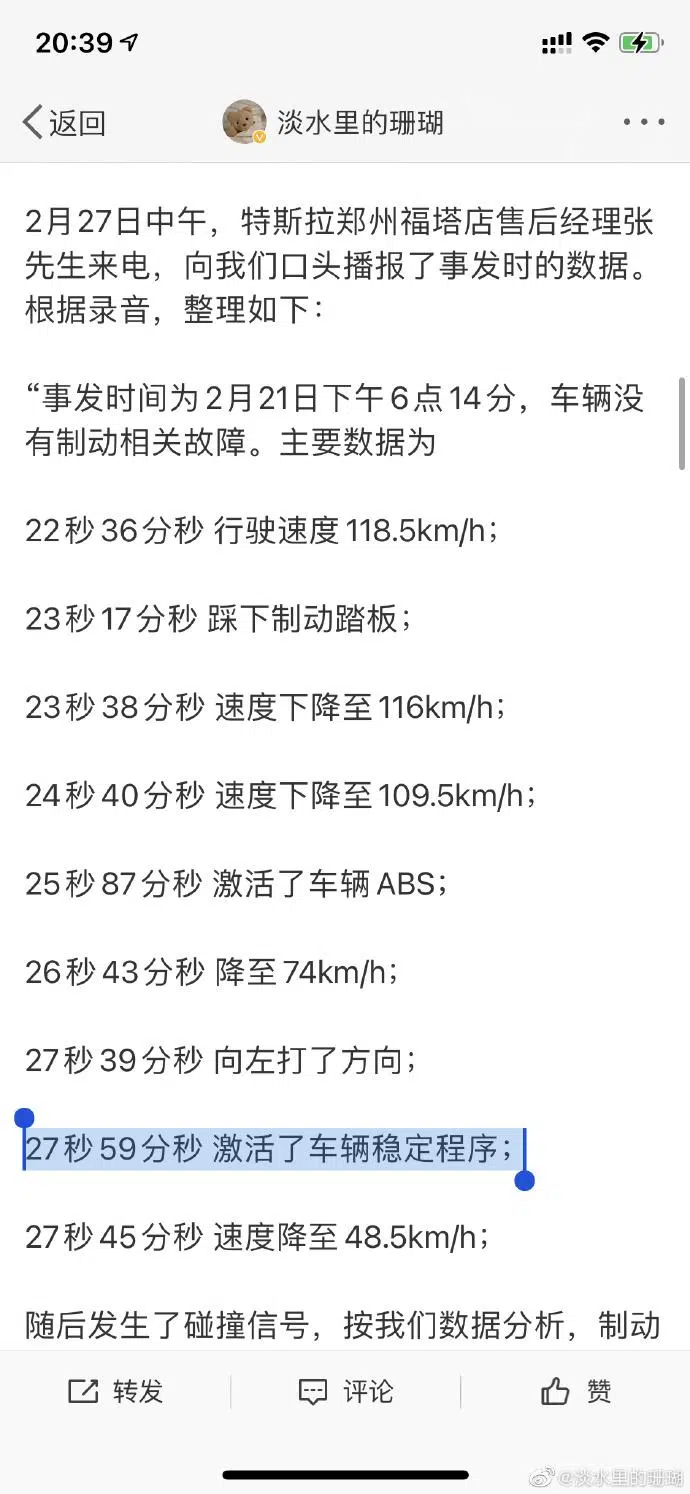 20:39
返回
淡水里的珊瑚
2月27日中午，特斯拉郑州福塔店售后经理张
先生来电，向我们口头播报了事发时的数据。
根据录音，整理如下：
“事发时间为2月21日下午6点14分，车辆没
有制动相关故障。主要数据为
22秒36分秒 行驶速度118.5km/h；
23秒17分秒 踩下制动踏板；
23秒38分秒 速度下降至116km/h；
24秒40分秒 速度下降至109.5km/h；
25秒87分秒 激活了车辆ABS；
26秒43分秒 降至74km/h；
27秒39分秒 向左打了方向；
27秒59分秒 激活了车辆稳定程序；
27秒45分秒 速度降至48.5km/h；
随后发生了碰撞信号，按我们数据分析，制动
转发
评论
赞
@淡水里的珊瑚